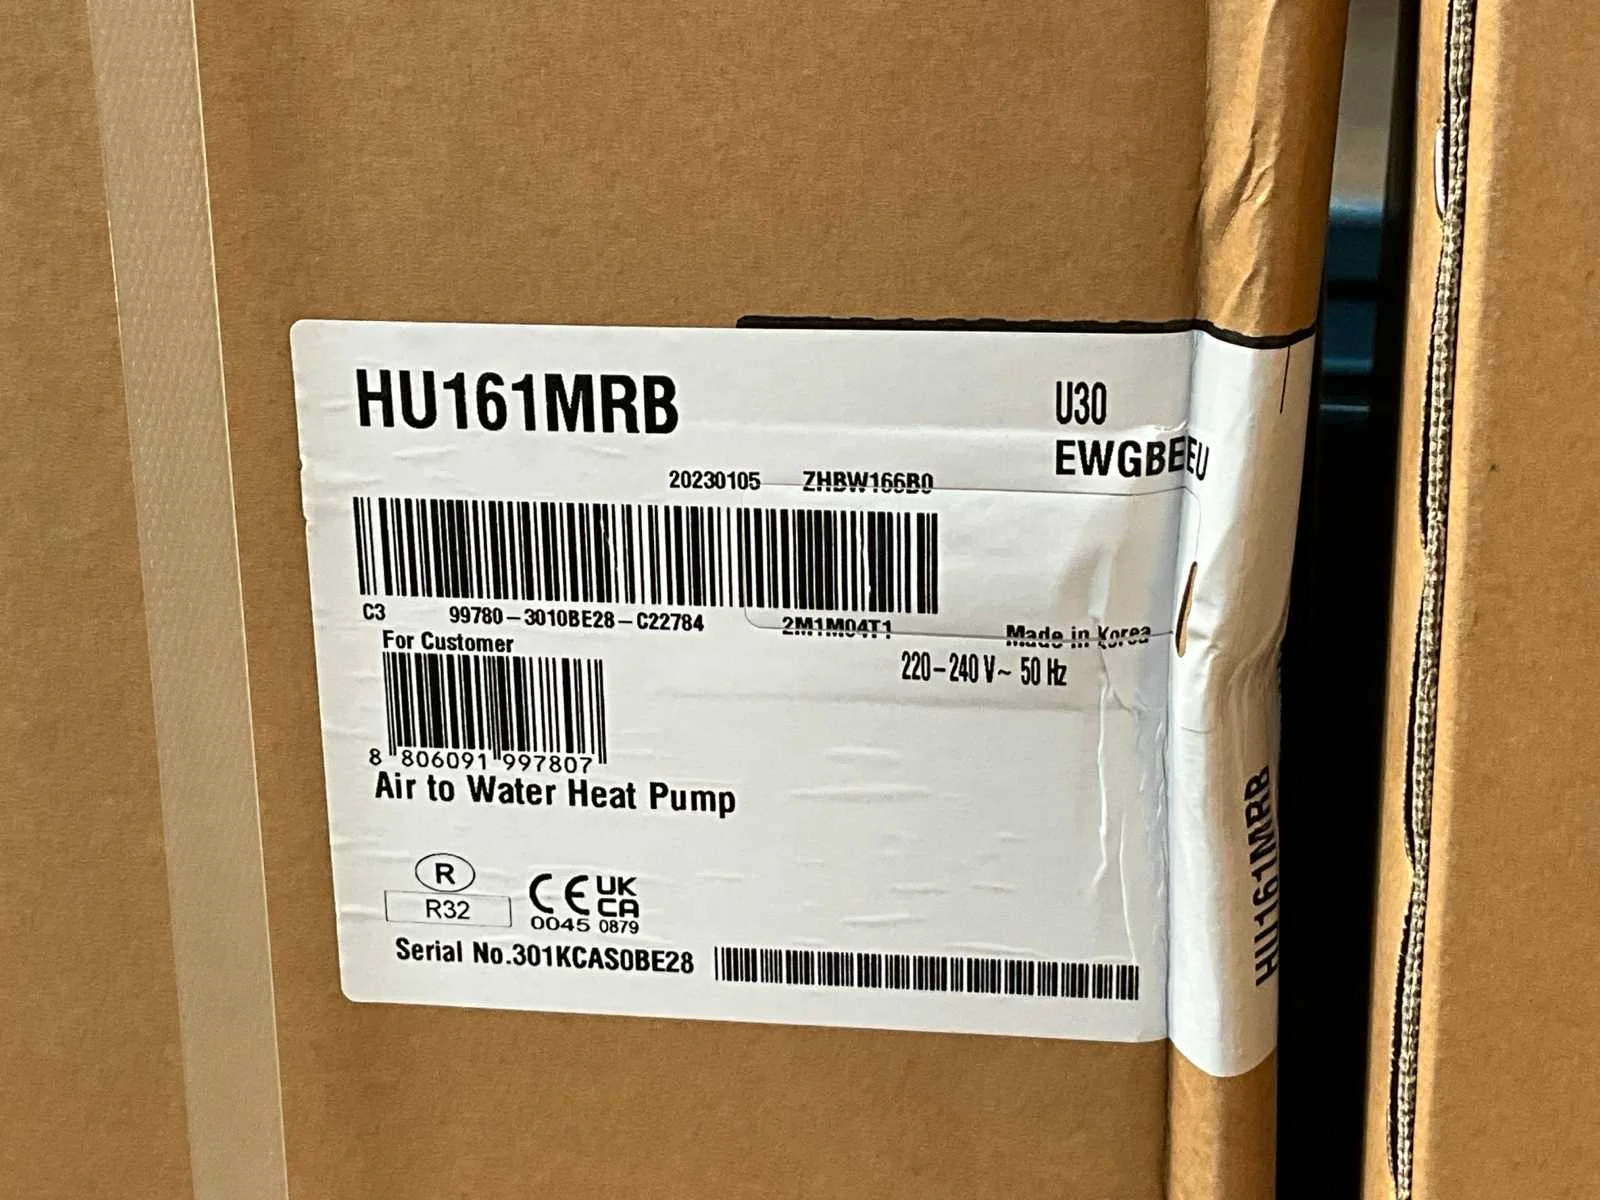 HU161MRB
U30
EWGBEEU
20230105 ZHBW166B0
C3 99780-3010BE28-C22784 2M1M04T1
For Customer
Made in Korea
220-240 V~ 50 Hz
8 806091 997807
Air to Water Heat Pump
R
R32
CE
0045
UK
CA
0879
Serial No.301KCAS0BE28
HU161MRB